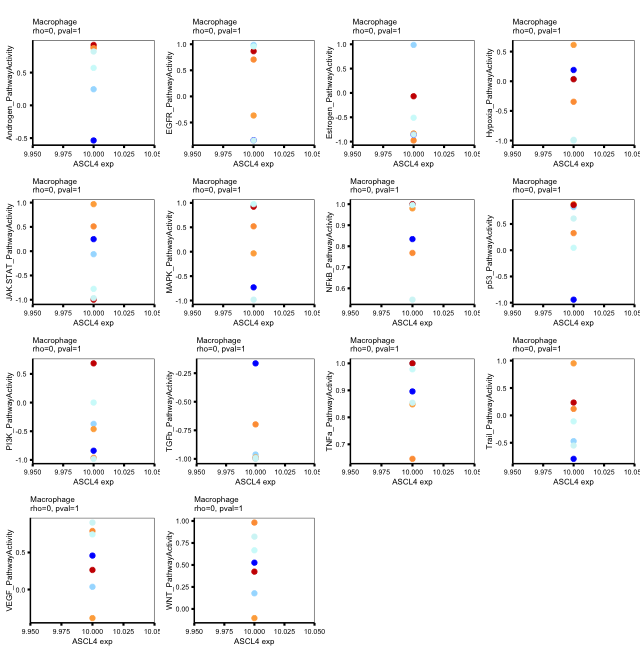 Macrophage
rho=0, pval=1
Androgen_PathwayActivity
0.5
0.0
-0.5
9.950
9.975
10.000
10.025
10.05
ASCL4 exp
Macrophage
rho=0, pval=1
EGFR_PathwayActivity
1.0
0.5
0.0
-0.5
9.950
9.975
10.000
10.025
10.05
ASCL4 exp
Macrophage
rho=0, pval=1
Estrogen_PathwayActivity
1.0
0.5
0.0
-0.5
-1.0
9.950
9.975
10.000
10.025
10.05
ASCL4 exp
Macrophage
rho=0, pval=1
Hypoxia_PathwayActivity
0.5
0.0
-0.5
-1.0
9.950
9.975
10.000
10.025
10.05
ASCL4 exp
Macrophage
rho=0, pval=1
JAK.STAT_PathwayActivity
1.0
0.5
0.0
-0.5
-1.0
9.950
9.975
10.000
10.025
10.05
ASCL4 exp
Macrophage
rho=0, pval=1
MAPK_PathwayActivity
1.0
0.5
0.0
-0.5
-1.0
9.950
9.975
10.000
10.025
10.05
ASCL4 exp
Macrophage
rho=0, pval=1
NFkB_PathwayActivity
1.0
0.9
0.8
0.7
0.6
9.950
9.975
10.000
10.025
10.05
ASCL4 exp
Macrophage
rho=0, pval=1
p53_PathwayActivity
0.5
0.0
-0.5
-1.0
9.950
9.975
10.000
10.025
10.05
ASCL4 exp
Macrophage
rho=0, pval=1
PI3K_PathwayActivity
0.5
0.0
-0.5
-1.0
9.950
9.975
10.000
10.025
10.05
ASCL4 exp
Macrophage
rho=0, pval=1
TGFb_PathwayActivity
-0.25
-0.50
-0.75
-1.00
9.950
9.975
10.000
10.025
10.05
ASCL4 exp
Macrophage
rho=0, pval=1
TNFa_PathwayActivity
1.0
0.9
0.8
0.7
9.950
9.975
10.000
10.025
10.05
ASCL4 exp
Macrophage
rho=0, pval=1
Trail_PathwayActivity
1.0
0.5
0.0
-0.5
9.950
9.975
10.000
10.025
10.05
ASCL4 exp
Macrophage
rho=0, pval=1
VEGF_PathwayActivity
0.5
0.0
9.950
9.975
10.000
10.025
10.05
ASCL4 exp
Macrophage
rho=0, pval=1
WNT_PathwayActivity
1.00
0.75
0.50
0.25
0.00
9.950
9.975
10.000
10.025
10.050
ASCL4 exp